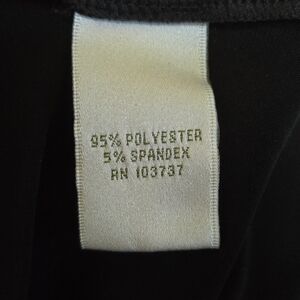 95% POLYESTER
5% SPANDEX
RN 103737